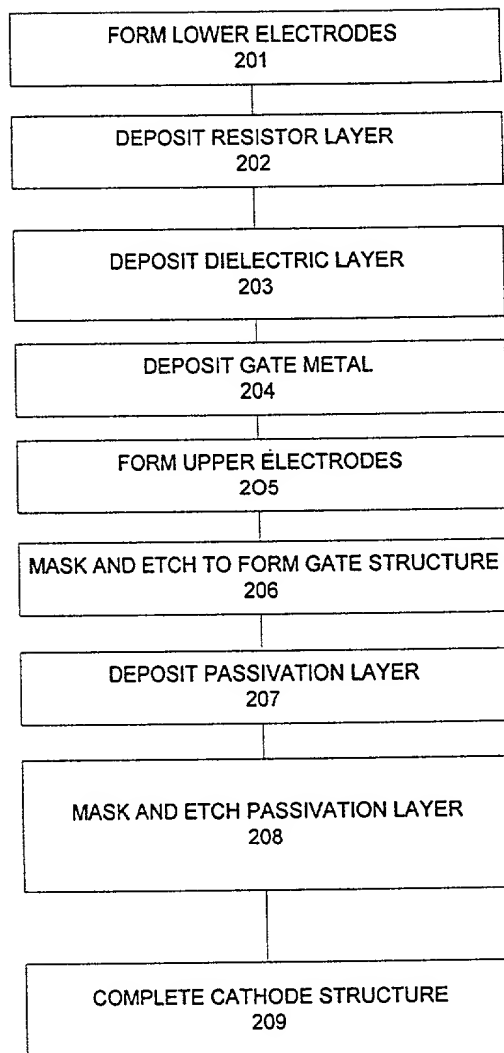 FORM LOWER ELECTRODES
201
DEPOSIT RESISTOR LAYER
202
DEPOSIT DIELECTRIC LAYER
203
DEPOSIT GATE METAL
204
FORM UPPER ELECTRODES
205
MASK AND ETCH TO FORM GATE STRUCTURE
206
DEPOSIT PASSIVATION LAYER
207
MASK AND ETCH PASSIVATION LAYER
208
COMPLETE CATHODE STRUCTURE
209